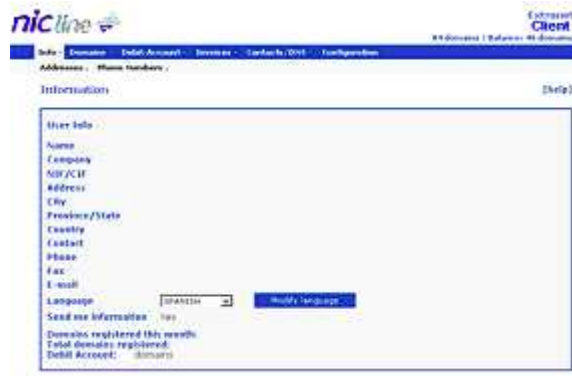 nicline
Extranet
Client
Info - Domains - Debit Account - Invoices - Contacts/DNS - Configuration
Addresses . Phone Numbers .
Information
[help]
User Info
Name
Company
NIF/CIF
Address
City
Province/State
Country
Contact
Phone
Fax
E-mail
Language SPANISH Modify language
Send me information Yes
Domains registered this month:
Total domains registered:
Debit Account: domains